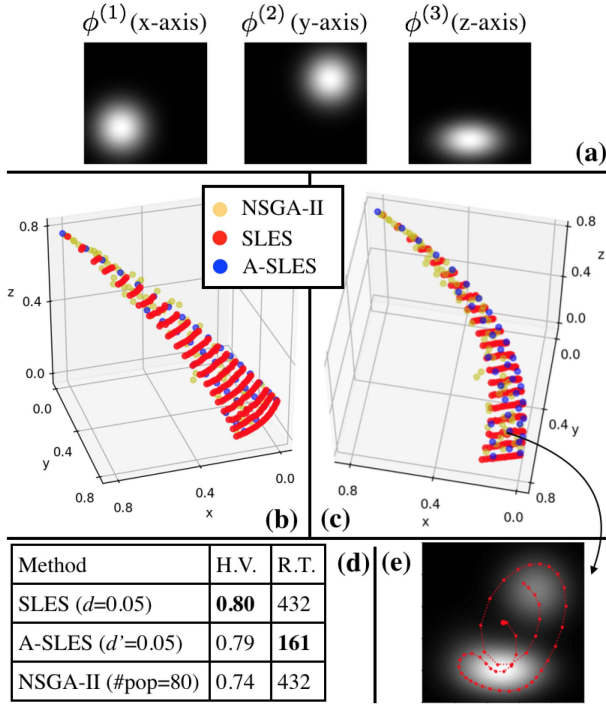 ϕ⁽¹⁾ (x-axis) ϕ⁽²⁾ (y-axis) ϕ⁽³⁾ (z-axis)
(a)
NSGA-II
SLES
A-SLES
0.8
z
0.4
0.0
0.0
y
0.4
0.8
0.8
0.4
0.0
x
(b)
0.8
z
0.4
0.0
0.0
0.4
y
0.8
0.8
0.4
0.0
x
(c)
Method H.V. R.T.
SLES (d=0.05) 0.80 432
A-SLES (d'=0.05) 0.79 161
NSGA-II (#pop=80) 0.74 432
(d)
(e)